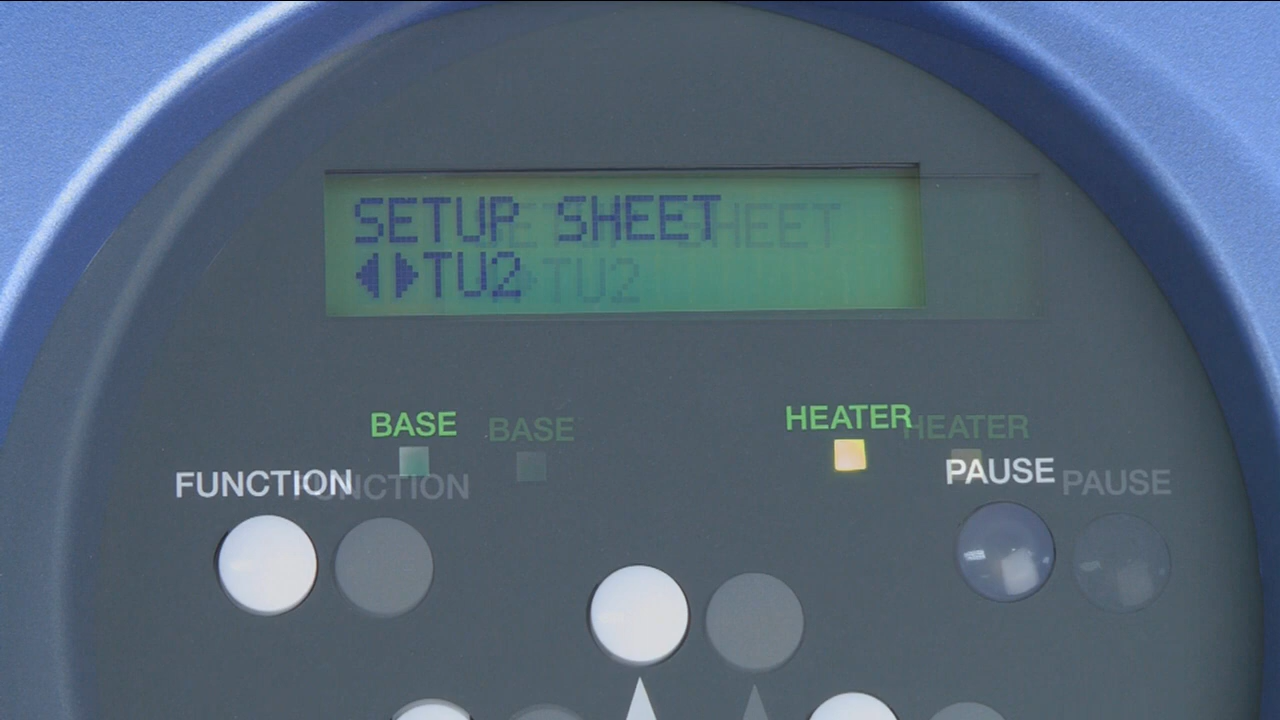 SETUP SHEET
◀▶TU2
BASE
HEATER
FUNCTION
PAUSE